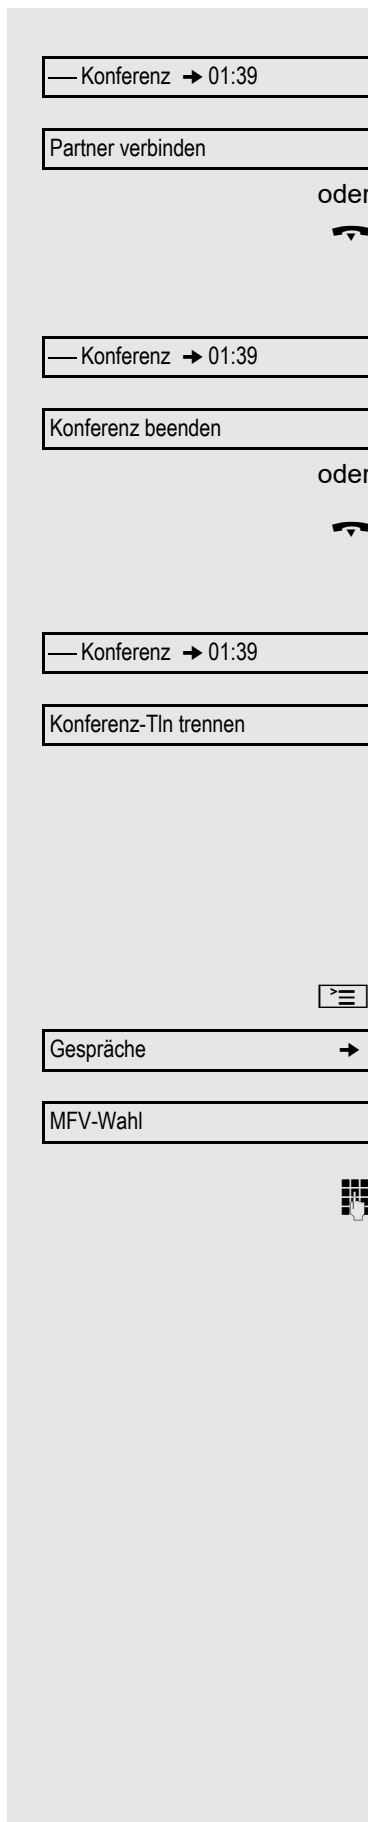 Konferenz → 01:39
Partner verbinden
oder
Konferenz → 01:39
Konferenz beenden
oder
Konferenz → 01:39
Konferenz-Tln trennen
Gespräche →
MFV-Wahl